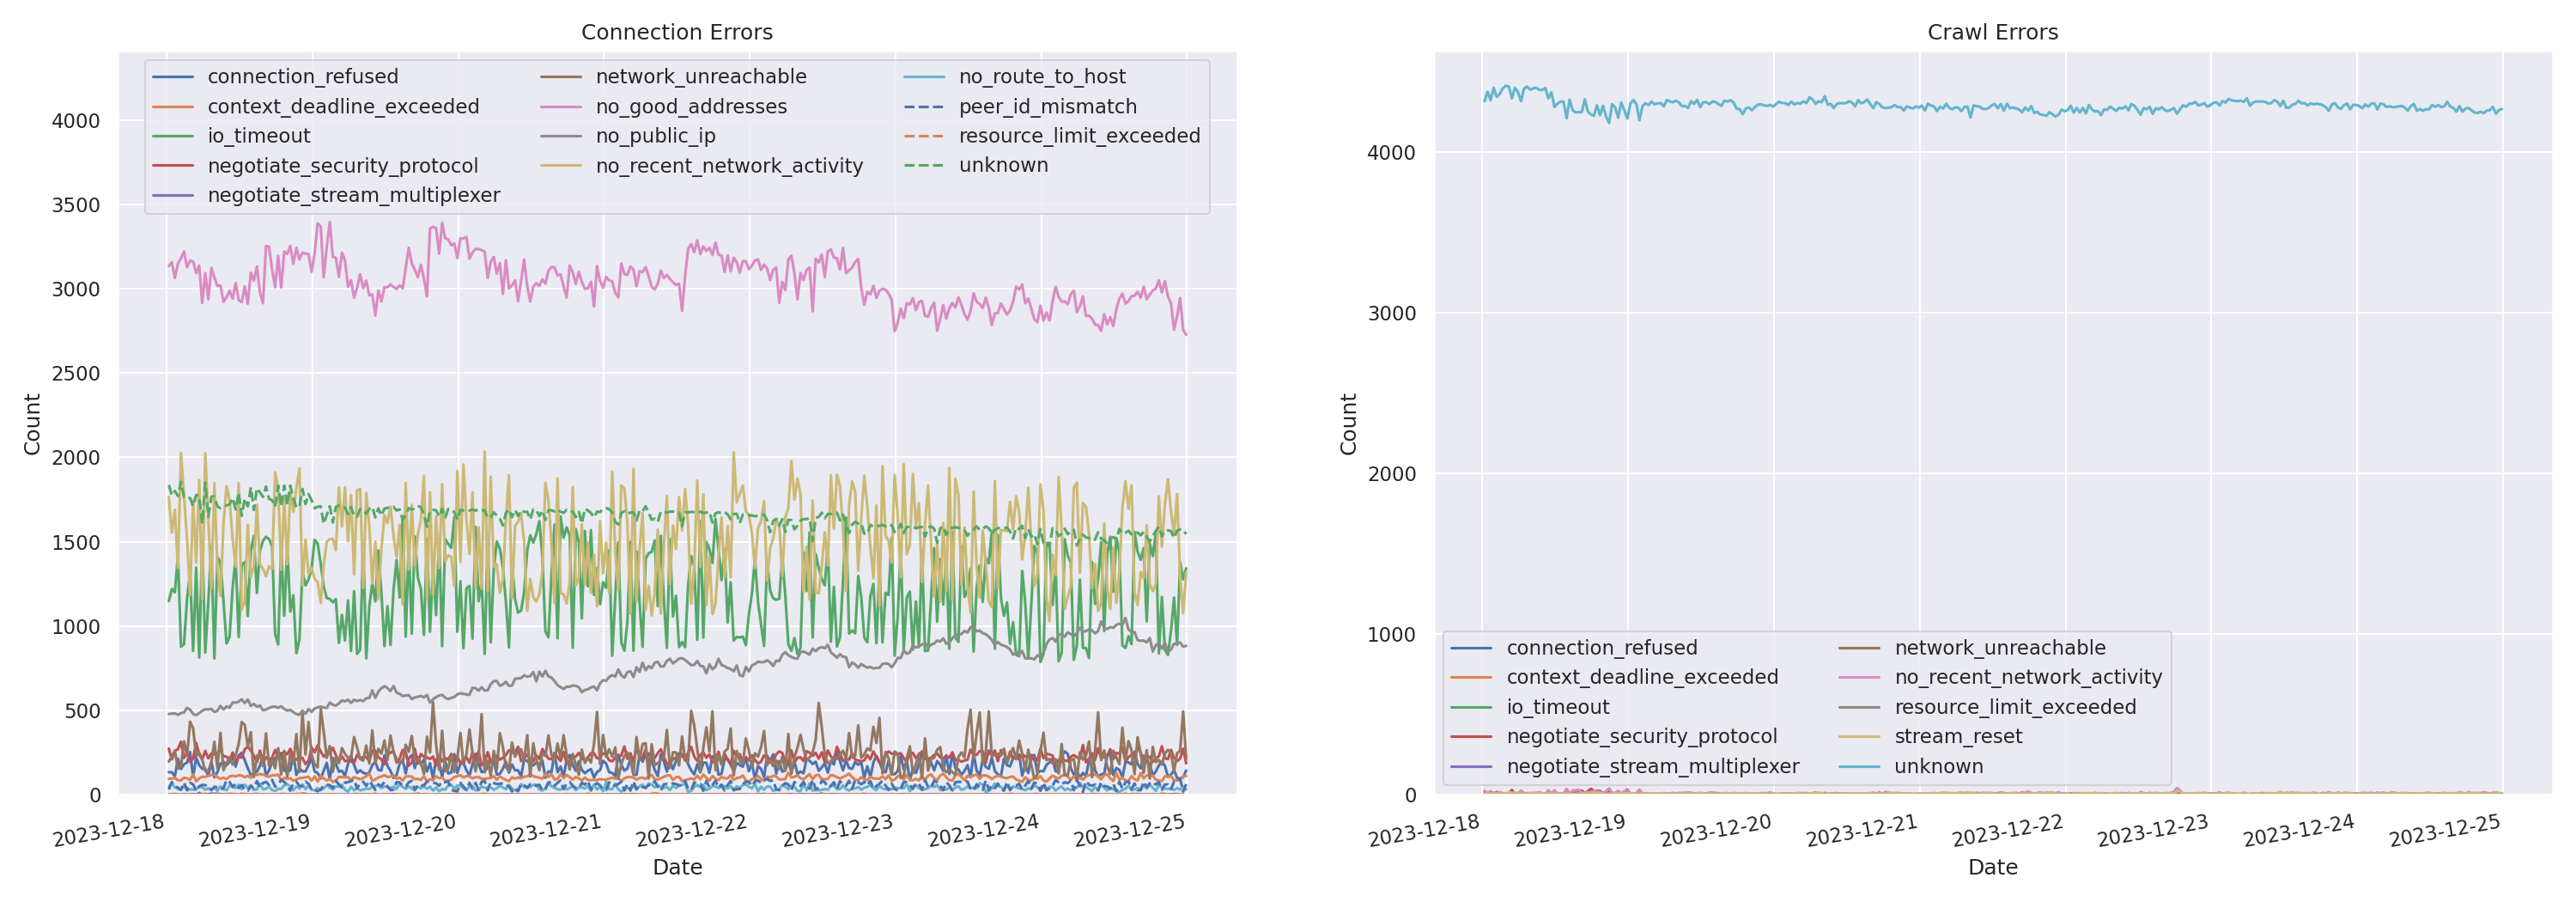 Connection Errors
connection_refused
context_deadline_exceeded
io_timeout
negotiate_security_protocol
negotiate_stream_multiplexer
network_unreachable
no_good_addresses
no_public_ip
no_recent_network_activity
no_route_to_host
peer_id_mismatch
resource_limit_exceeded
unknown
Count
4000
3500
3000
2500
2000
1500
1000
500
0
2023-12-18 2023-12-19 2023-12-20 2023-12-21 2023-12-22 2023-12-23 2023-12-24 2023-12-25
Date
Crawl Errors
Count
4000
3000
2000
1000
0
connection_refused
context_deadline_exceeded
io_timeout
negotiate_security_protocol
negotiate_stream_multiplexer
network_unreachable
no_recent_network_activity
resource_limit_exceeded
stream_reset
unknown
2023-12-18 2023-12-19 2023-12-20 2023-12-21 2023-12-22 2023-12-23 2023-12-24 2023-12-25
Date